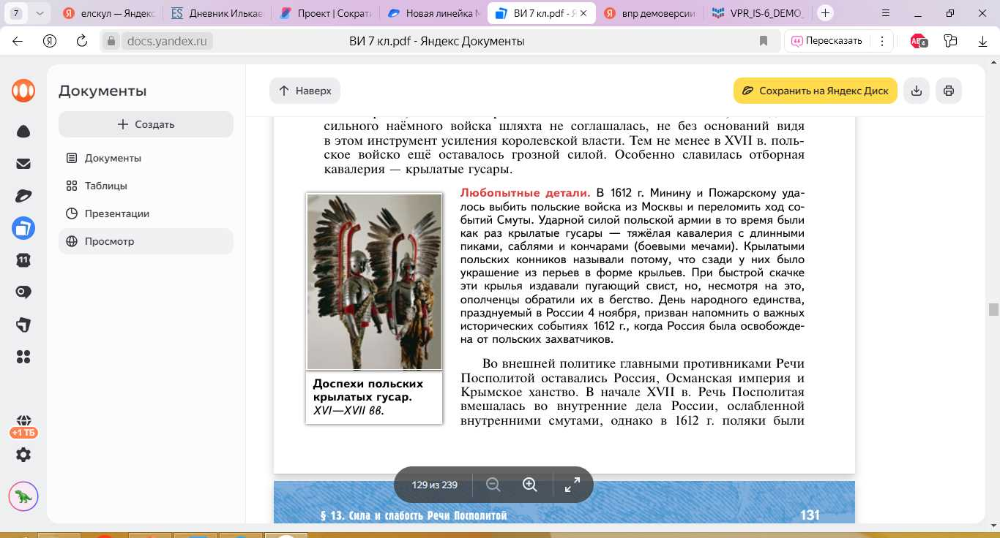 7
елскул — Яндекс
Дневник Илькае
Проект | Сократи
Новая линейка М
ВИ 7 кл.pdf - Я
впр демоверсии
VPR_IS-6_DEMO_
docs.yandex.ru
ВИ 7 кл.pdf - Яндекс Документы
Пересказать
4
Документы
Создать
Документы
Таблицы
Презентации
Просмотр
11
+1 ТБ
Наверх
Сохранить на Яндекс Диск
сильного наёмного войска шляхта не соглашалась, не без оснований видя
в этом инструмент усиления королевской власти. Тем не менее в XVII в. поль-
ское войско ещё оставалось грозной силой. Особенно славилась отборная
кавалерия — крылатые гусары.
Любопытные детали. В 1612 г. Минину и Пожарскому уда-
лось выбить польские войска из Москвы и переломить ход со-
бытий Смуты. Ударной силой польской армии в то время были
как раз крылатые гусары — тяжёлая кавалерия с длинными
пиками, саблями и кончарами (боевыми мечами). Крылатыми
польских конников называли потому, что сзади у них было
украшение из перьев в форме крыльев. При быстрой скачке
эти крылья издавали пугающий свист, но, несмотря на это,
ополченцы обратили их в бегство. День народного единства,
празднуемый в России 4 ноября, призван напомнить о важных
исторических событиях 1612 г., когда Россия была освобожде-
на от польских захватчиков.
Доспехи польских
крылатых гусар.
XVI—XVII вв.
Во внешней политике главными противниками Речи
Посполитой оставались Россия, Османская империя и
Крымское ханство. В начале XVII в. Речь Посполитая
вмешалась во внутренние дела России, ослабленной
внутренними смутами, однако в 1612 г. поляки были
129 из 239
§ 13. Сила и слабость Речи Посполитой
131